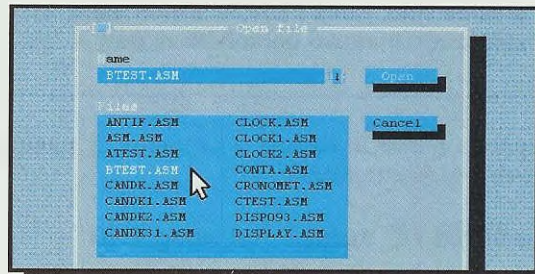 Open file
ame
BTEST.ASM
Open
Files
ANTIF.ASM CLOCK.ASM
Cancel
ASM.ASM CLOCK1.ASM
ATEST.ASM CLOCK2.ASM
BTEST.ASM CONTA.ASM
CANDK.ASM CRONOMET.ASM
CANDK1.ASM CTEST.ASM
CANDK2.ASM DISP093.ASM
CANDK31.ASM DISPLAY.ASM